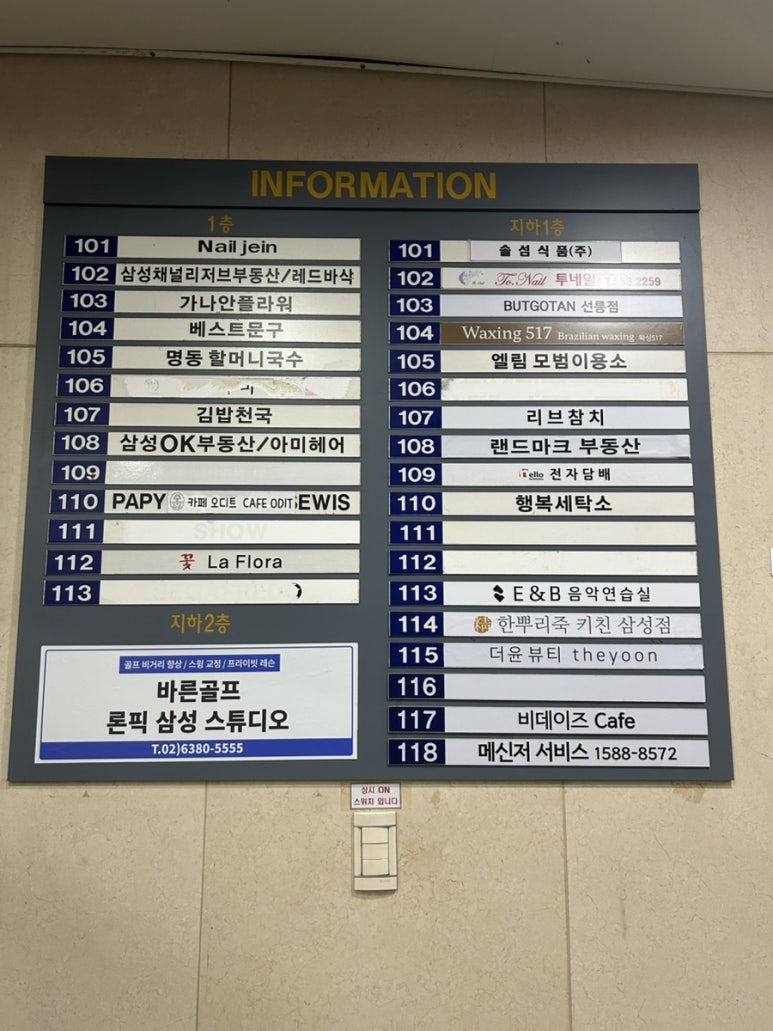 INFORMATION
1층
101 Nail jein
102 삼성채널리저브부동산/레드바삭
103 가나안플라워
104 베스트문구
105 명동 할머니국수
106
107 김밥천국
108 삼성OK부동산/아미헤어
109
110 PAPY 카페 오디트 CAFE ODIT EWIS
111
112 꽃 La Flora
113
지하2층
골프 비거리 향상 / 스윙 교정 / 프라이빗 레슨
바른골프
론픽 삼성 스튜디오
T.02)6380-5555
지하1층
101 솔섬식품(주)
102 To.Nail 투네일
103 BUTGOTAN 선릉점
104 Waxing 517 Brazilian waxing 왁싱517
105 엘림 모범이용소
106
107 리브참치
108 랜드마크 부동산
109 전자담배
110 행복세탁소
111
112
113 E&B 음악연습실
114 한뿌리죽 키친 삼성점
115 더윤뷰티 theyoon
116
117 비데이즈 Cafe
118 메신저 서비스 1588-8572
상시 ON
스위치 입니다